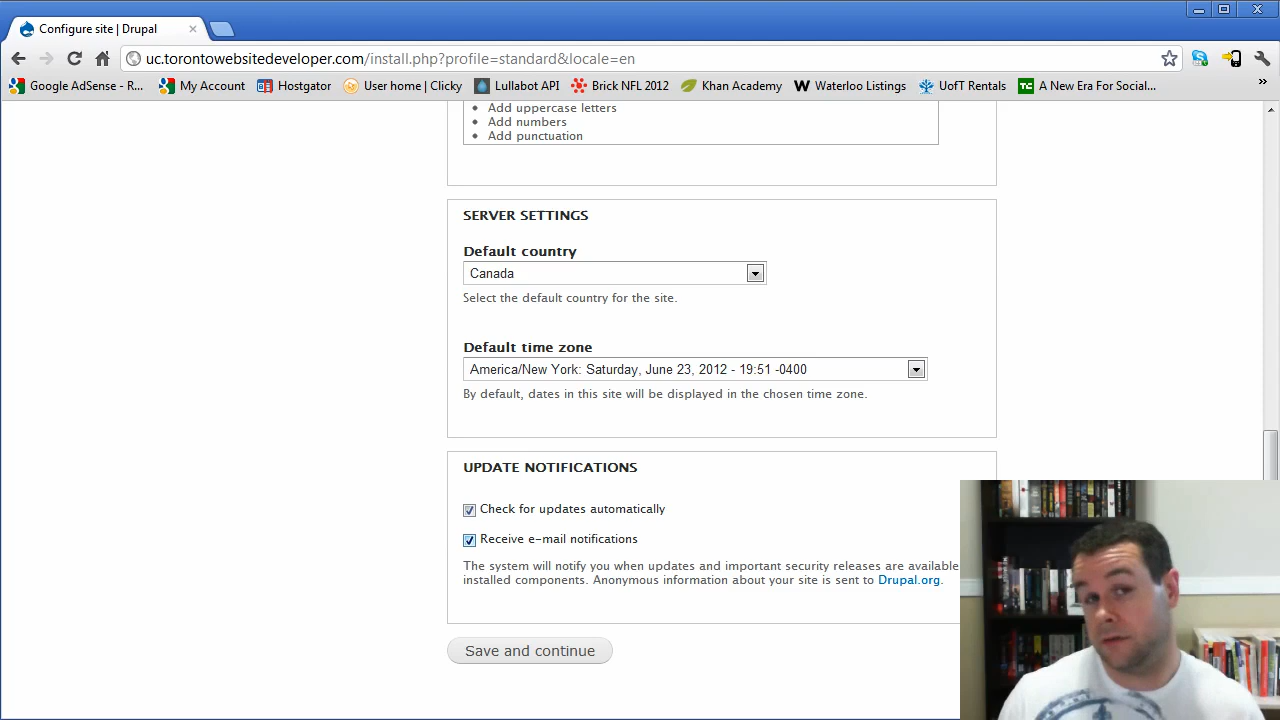 Configure site | Drupal
uc.torontowebsitedeveloper.com/install.php?profile=standard&locale=en
Google AdSense - R... My Account Hostgator User home | Clicky Lullabot API Brick NFL 2012 Khan Academy Waterloo Listings UofT Rentals TC A New Era For Social... »
• Add uppercase letters
• Add numbers
• Add punctuation
SERVER SETTINGS
Default country
Canada
Select the default country for the site.
Default time zone
America/New York: Saturday, June 23, 2012 - 19:51 -0400
By default, dates in this site will be displayed in the chosen time zone.
UPDATE NOTIFICATIONS
Check for updates automatically
Receive e-mail notifications
The system will notify you when updates and important security releases are available
installed components. Anonymous information about your site is sent to Drupal.org.
Save and continue